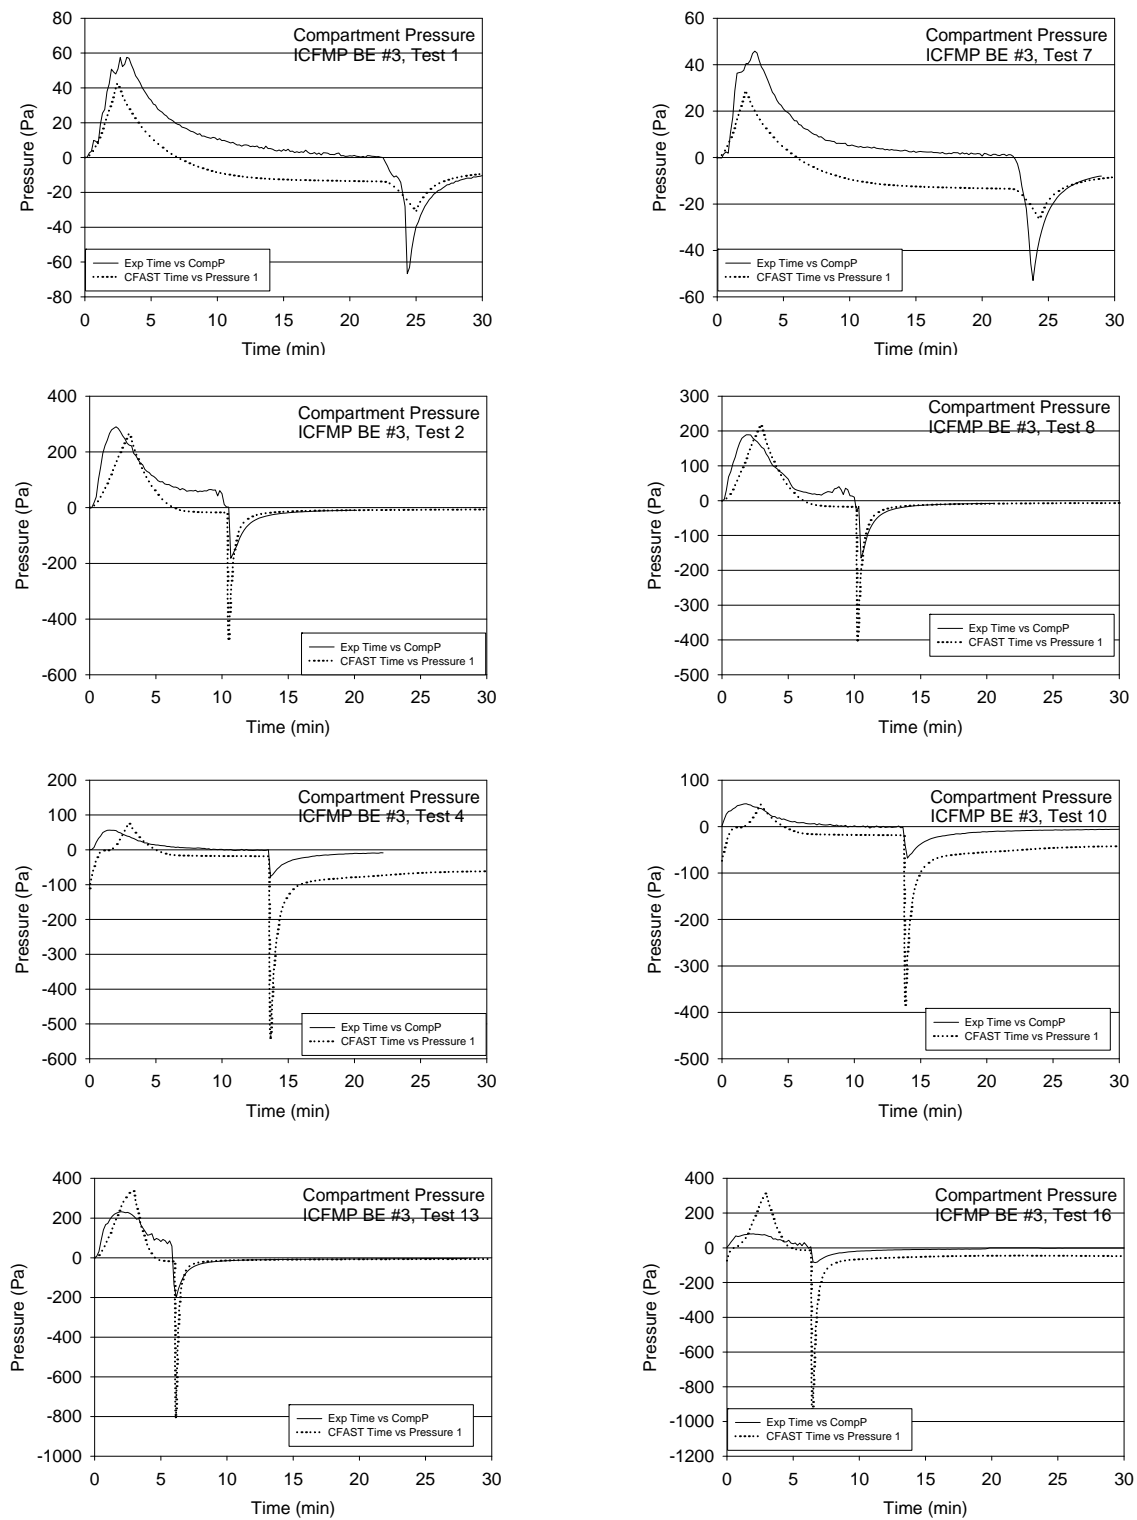 Compartment Pressure
ICFMP BE #3, Test 1
Pressure (Pa)
80
60
40
20
0
-20
-40
-60
-80
Exp Time vs CompP
CFAST Time vs Pressure 1
0 5 10 15 20 25 30
Time (min)
Compartment Pressure
ICFMP BE #3, Test 7
Pressure (Pa)
60
40
20
0
-20
-40
-60
Exp Time vs CompP
CFAST Time vs Pressure 1
0 5 10 15 20 25 30
Time (min)
Compartment Pressure
ICFMP BE #3, Test 2
Pressure (Pa)
400
200
0
-200
-400
-600
Exp Time vs CompP
CFAST Time vs Pressure 1
0 5 10 15 20 25 30
Time (min)
Compartment Pressure
ICFMP BE #3, Test 8
Pressure (Pa)
300
200
100
0
-100
-200
-300
-400
-500
Exp Time vs CompP
CFAST Time vs Pressure 1
0 5 10 15 20 25 30
Time (min)
Compartment Pressure
ICFMP BE #3, Test 4
Pressure (Pa)
200
100
0
-100
-200
-300
-400
-500
-600
Exp Time vs CompP
CFAST Time vs Pressure 1
0 5 10 15 20 25 30
Time (min)
Compartment Pressure
ICFMP BE #3, Test 10
Pressure (Pa)
100
0
-100
-200
-300
-400
-500
Exp Time vs CompP
CFAST Time vs Pressure 1
0 5 10 15 20 25 30
Time (min)
Compartment Pressure
ICFMP BE #3, Test 13
Pressure (Pa)
400
200
0
-200
-400
-600
-800
-1000
Exp Time vs CompP
CFAST Time vs Pressure 1
0 5 10 15 20 25 30
Time (min)
Compartment Pressure
ICFMP BE #3, Test 16
Pressure (Pa)
400
200
0
-200
-400
-600
-800
-1000
-1200
Exp Time vs CompP
CFAST Time vs Pressure 1
0 5 10 15 20 25 30
Time (min)